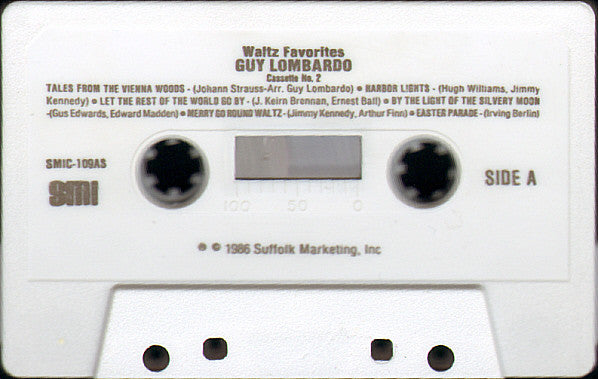 Waltz Favorites
GUY LOMBARDO
Cassette No. 2
TALES FROM THE VIENNA WOODS - (Johann Strauss-Arr. Guy Lombardo) • HARBOR LIGHTS - (Hugh Williams, Jimmy
Kennedy) • LET THE REST OF THE WORLD GO BY - (J. Keirn Brennan, Ernest Ball) • BY THE LIGHT OF THE SILVERY MOON
-(Gus Edwards, Edward Madden) • MERRY GO ROUND WALTZ - (Jimmy Kennedy, Arthur Finn) • EASTER PARADE - (Irving Berlin)
SMIC-109AS
smi
SIDE A
100 50 0
℗ © 1986 Suffolk Marketing, Inc